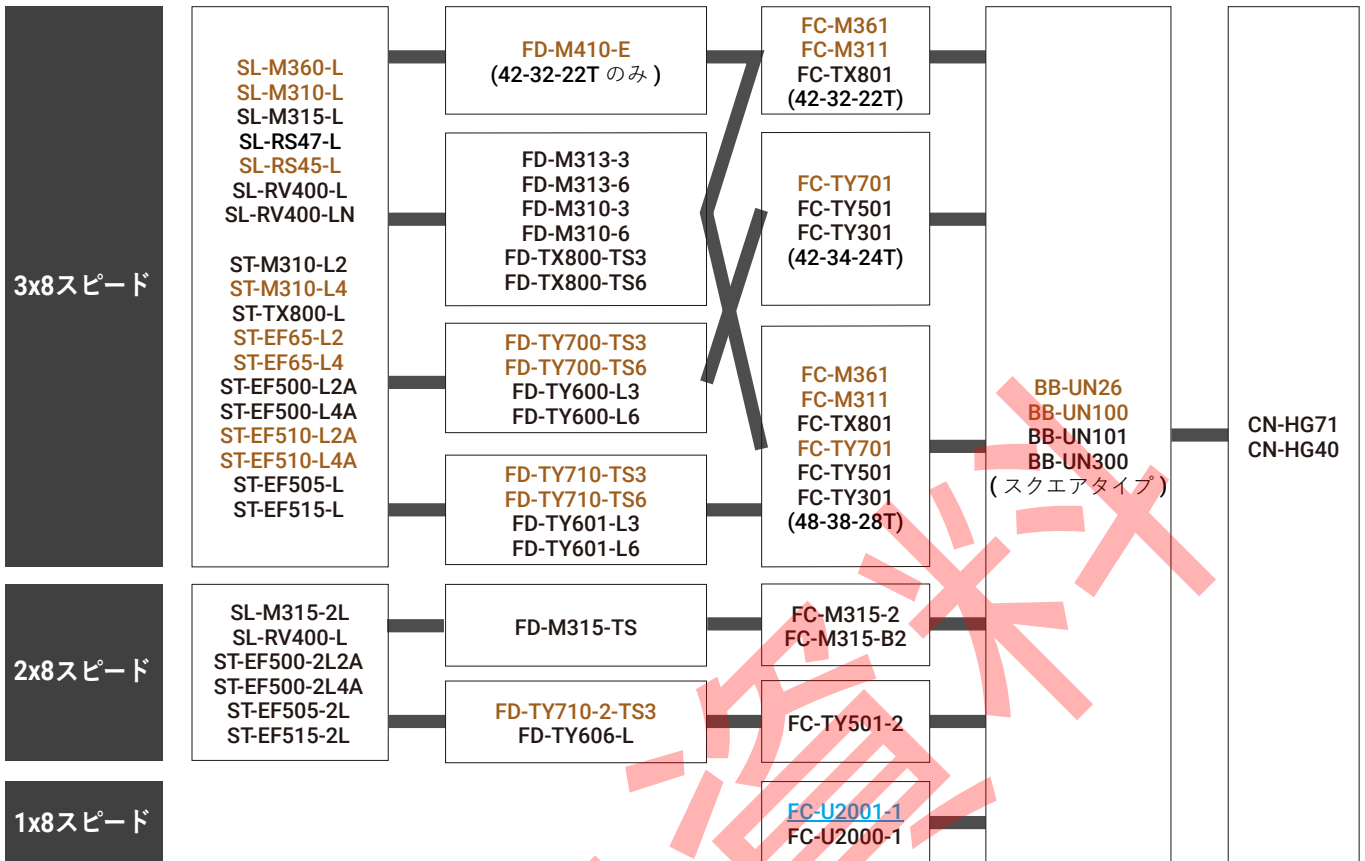 3x8スピード
SL-M360-L
SL-M310-L
SL-M315-L
SL-RS47-L
SL-RS45-L
SL-RV400-L
SL-RV400-LN
ST-M310-L2
ST-M310-L4
ST-TX800-L
ST-EF65-L2
ST-EF65-L4
ST-EF500-L2A
ST-EF500-L4A
ST-EF510-L2A
ST-EF510-L4A
ST-EF505-L
ST-EF515-L
FD-M410-E
(42-32-22T のみ )
FD-M313-3
FD-M313-6
FD-M310-3
FD-M310-6
FD-TX800-TS3
FD-TX800-TS6
FD-TY700-TS3
FD-TY700-TS6
FD-TY600-L3
FD-TY600-L6
FD-TY710-TS3
FD-TY710-TS6
FD-TY601-L3
FD-TY601-L6
FC-M361
FC-M311
FC-TX801
(42-32-22T)
FC-TY701
FC-TY501
FC-TY301
(42-34-24T)
FC-M361
FC-M311
FC-TX801
FC-TY701
FC-TY501
FC-TY301
(48-38-28T)
BB-UN26
BB-UN100
BB-UN101
BB-UN300
( スクエアタイプ )
CN-HG71
CN-HG40
2x8スピード
SL-M315-2L
SL-RV400-L
ST-EF500-2L2A
ST-EF500-2L4A
ST-EF505-2L
ST-EF515-2L
FD-M315-TS
FD-TY710-2-TS3
FD-TY606-L
FC-M315-2
FC-M315-B2
FC-TY501-2
1x8スピード
FC-U2001-1
FC-U2000-1
資料